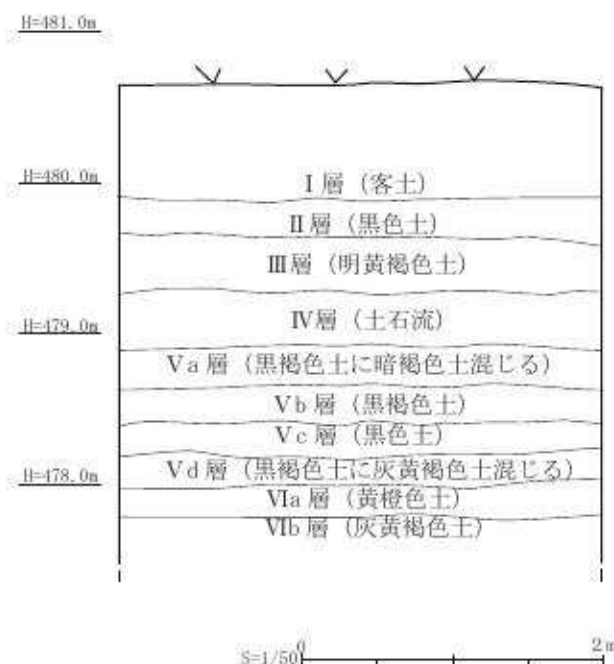 H=481.0m
H=480.0m
Ⅰ層（客土）
Ⅱ層（黒色土）
Ⅲ層（明黄褐色土）
Ⅳ層（土石流）
H=479.0m
Ⅴa層（黒褐色土に暗褐色土混じる）
Ⅴb層（黒褐色土）
Ⅴc層（黒色土）
Ⅴd層（黒褐色土に灰黄褐色土混じる）
H=478.0m
Ⅵa層（黄橙色土）
Ⅵb層（灰黄褐色土）
0 2m
S=1/50